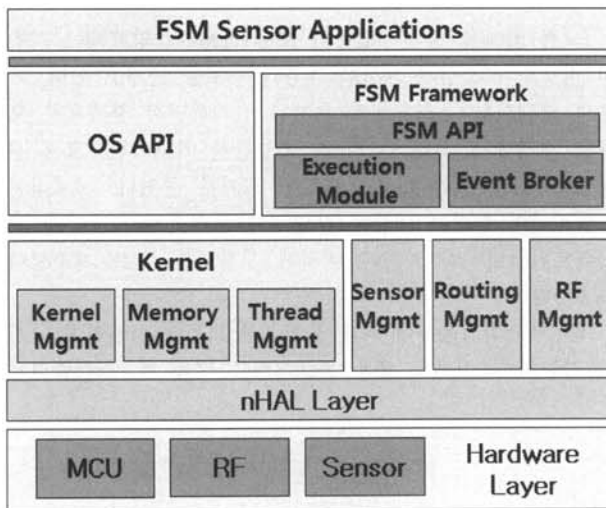 FSM Sensor Applications
OS API
FSM Framework
FSM API
Execution
Module
Event Broker
Kernel
Kernel
Mgmt
Memory
Mgmt
Thread
Mgmt
Sensor
Mgmt
Routing
Mgmt
RF
Mgmt
nHAL Layer
MCU
RF
Sensor
Hardware
Layer